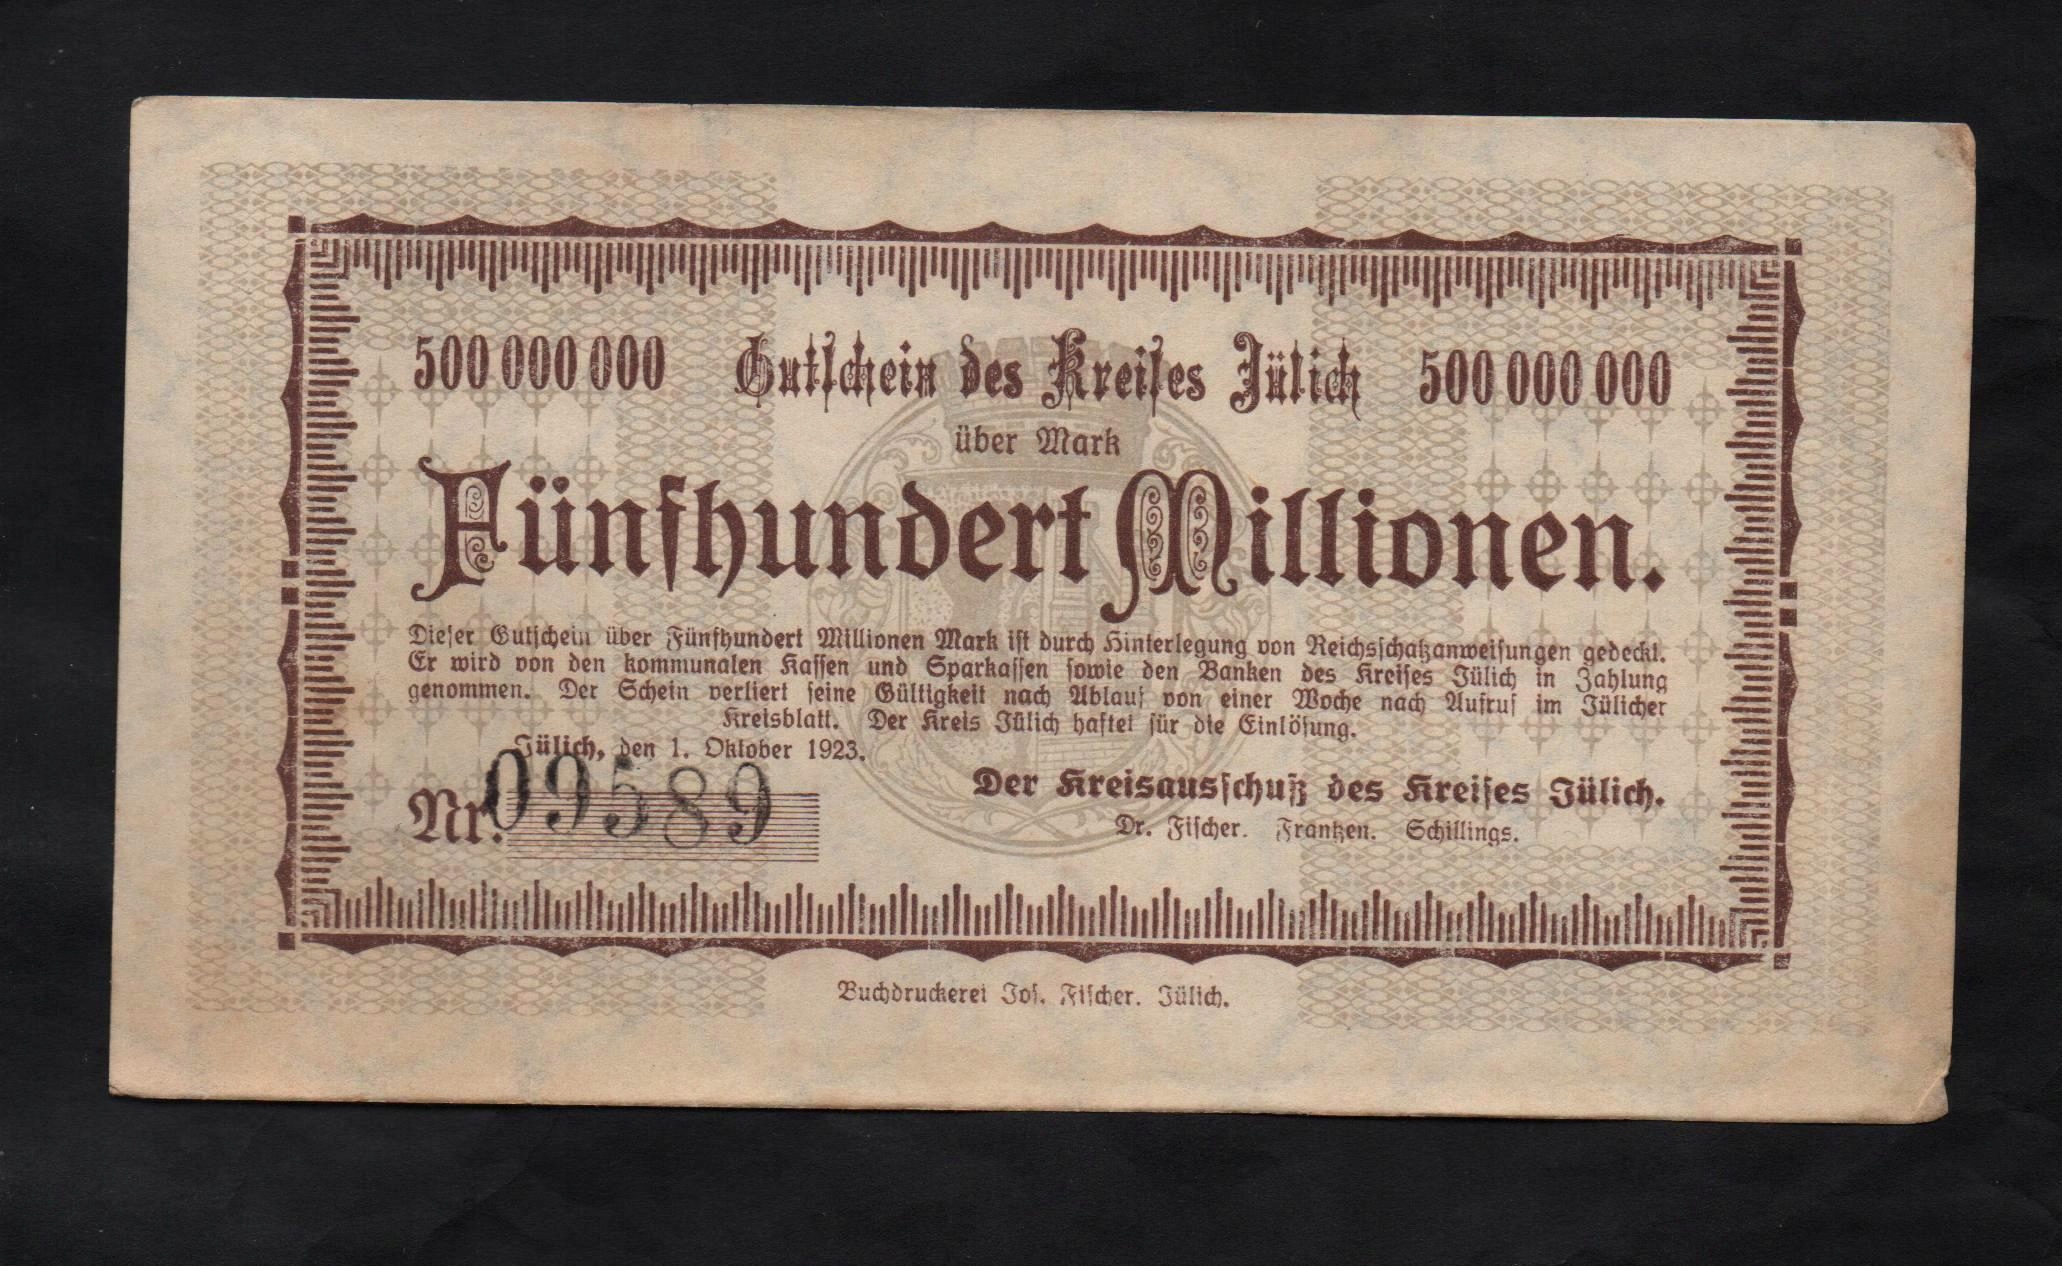 500 000 000 Gutschein des Kreises Jülich 500 000 000
über Mark
Fünfhundert Millionen.
Dieser Gutschein über Fünfhundert Millionen Mark ist durch Hinterlegung von Reichsschatzanweisungen gedeckt.
Er wird von den kommunalen Kassen und Sparkassen sowie den Banken des Kreises Jülich in Zahlung
genommen. Der Schein verliert seine Gültigkeit nach Ablauf von einer Woche nach Aufruf im Jülicher
Kreisblatt. Der Kreis Jülich haftet für die Einlösung.
Jülich, den 1. Oktober 1923.
Nr. 09589
Der Kreisausschuß des Kreises Jülich.
Dr. Fischer. Frantzen. Schillings.
Buchdruckerei Jos. Fischer. Jülich.